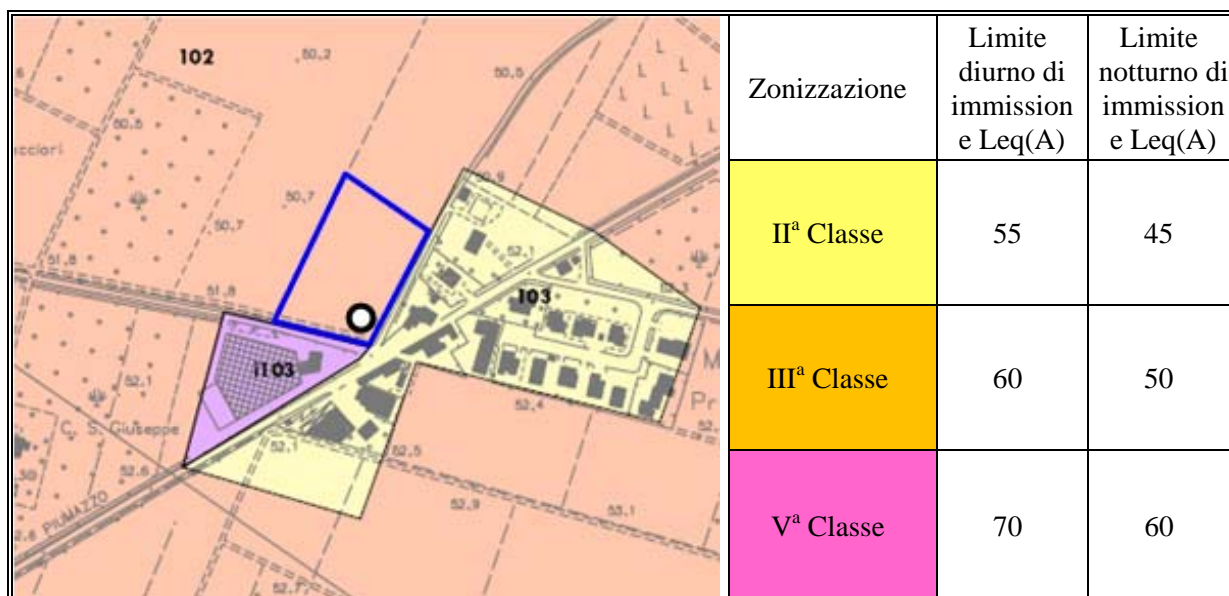 102
50,2
50,5
acciari
50,5
50,7
50,7
51,8
51,8
52,1
103
i103
52,1
C. S. Giuseppe
52,4
M
Pr
52,1
52,5
52,6
PIUMAZZO
52,9
53,1
Zonizzazione
Limite
diurno di
immission
e Leq(A)
Limite
notturno di
immission
e Leq(A)
IIª Classe
55
45
IIIª Classe
60
50
Vª Classe
70
60